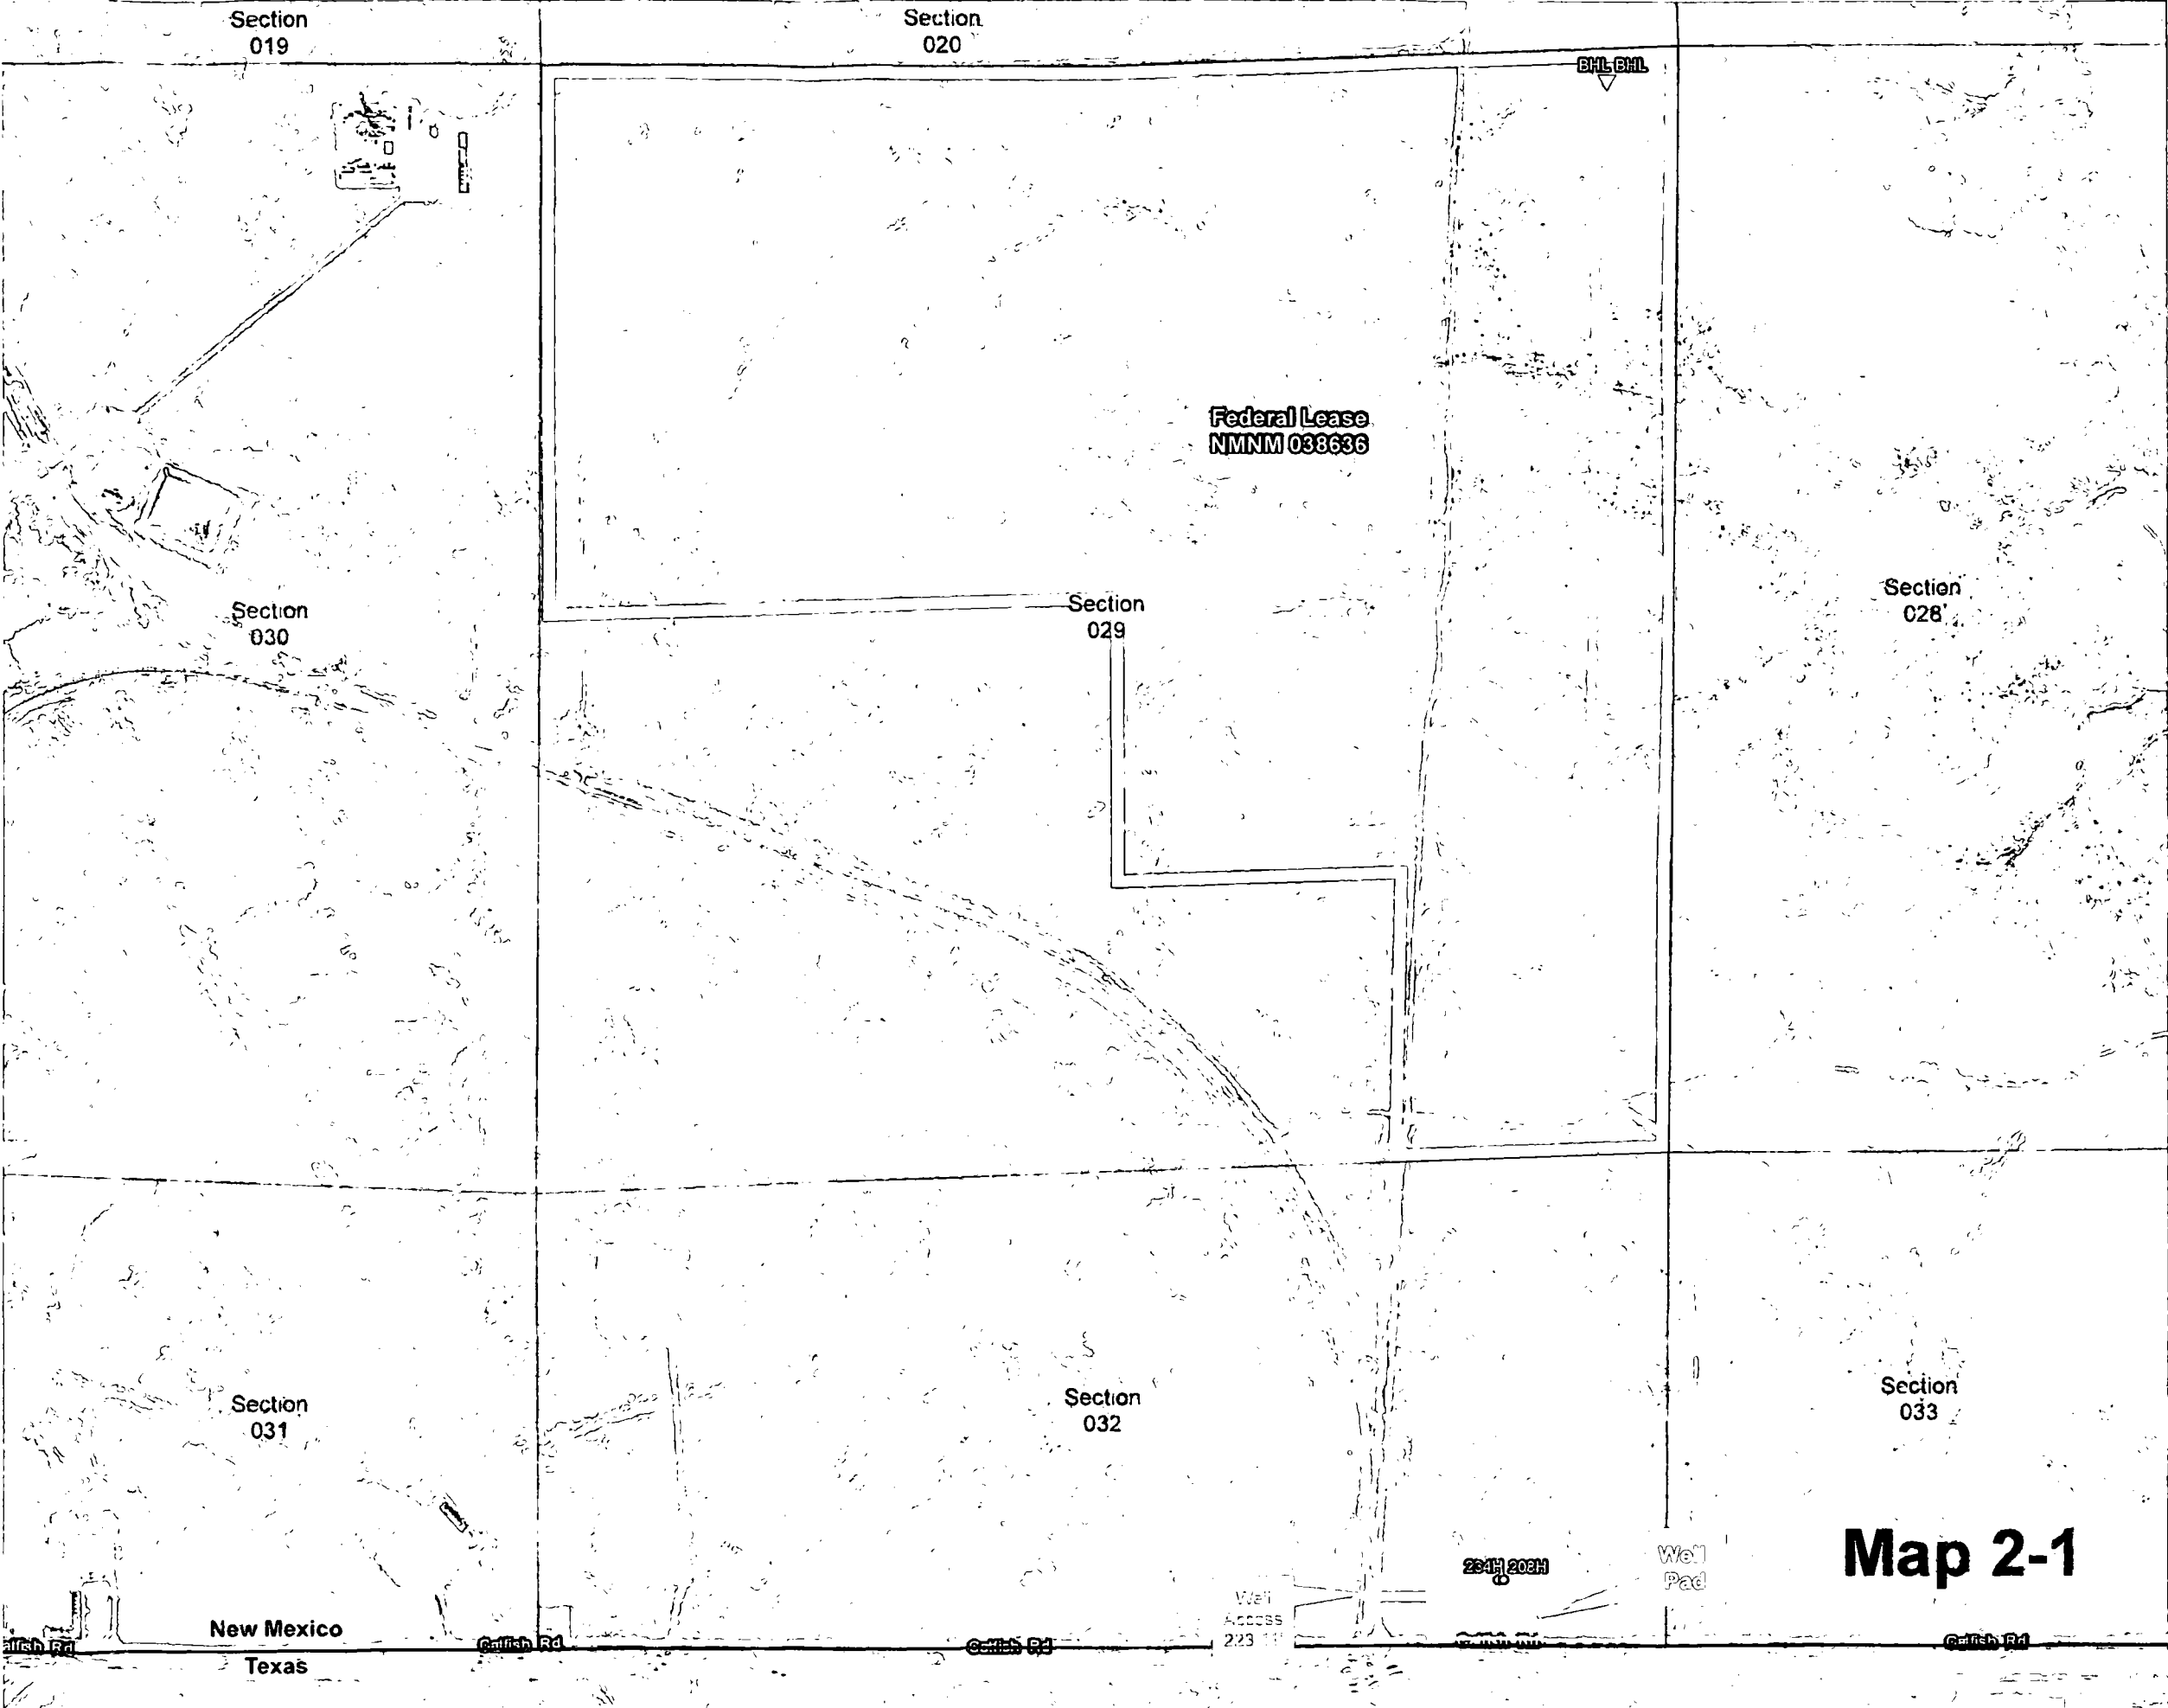 Section
019
Section
020
BHL BHL
Federal Lease
NMNM 038636
Section
030
Section
029
Section
028
Section
031
Section
032
Section
033
Map 2-1
234H 208H
Well
Pad
Well
Access
New Mexico
Catfish Rd
Catfish Rd
Catfish Rd
Texas